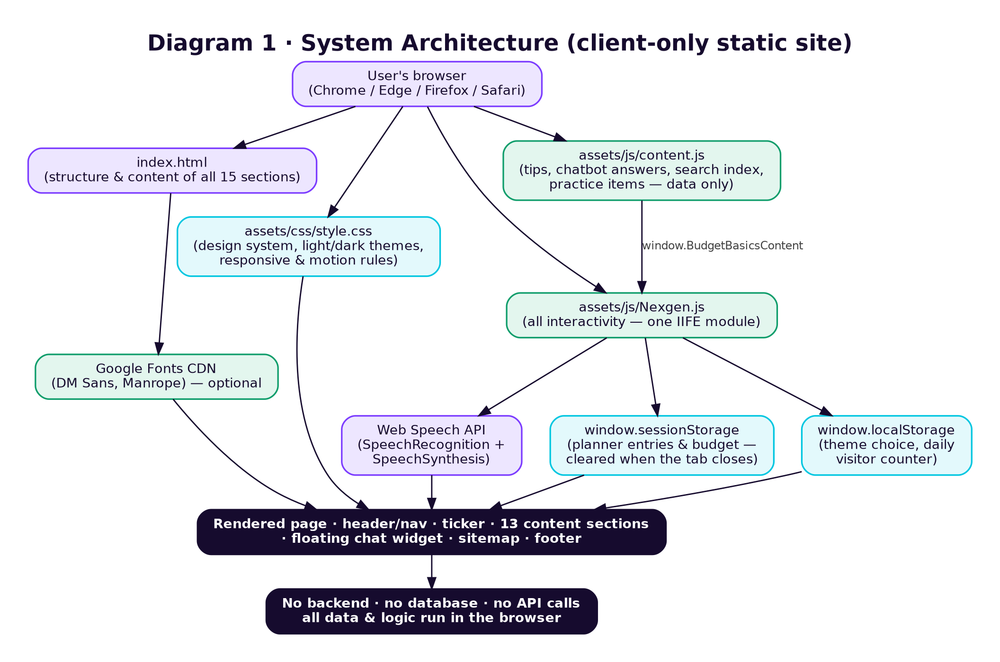 Diagram 1 · System Architecture (client-only static site)
User's browser
(Chrome / Edge / Firefox / Safari)
index.html
(structure & content of all 15 sections)
assets/js/content.js
(tips, chatbot answers, search index,
practice items — data only)
assets/css/style.css
(design system, light/dark themes,
responsive & motion rules)
window.BudgetBasicsContent
assets/js/Nexgen.js
(all interactivity — one IIFE module)
Google Fonts CDN
(DM Sans, Manrope) — optional
Web Speech API
(SpeechRecognition +
SpeechSynthesis)
window.sessionStorage
(planner entries & budget —
cleared when the tab closes)
window.localStorage
(theme choice, daily
visitor counter)
Rendered page · header/nav · ticker · 13 content sections
· floating chat widget · sitemap · footer
No backend · no database · no API calls
all data & logic run in the browser